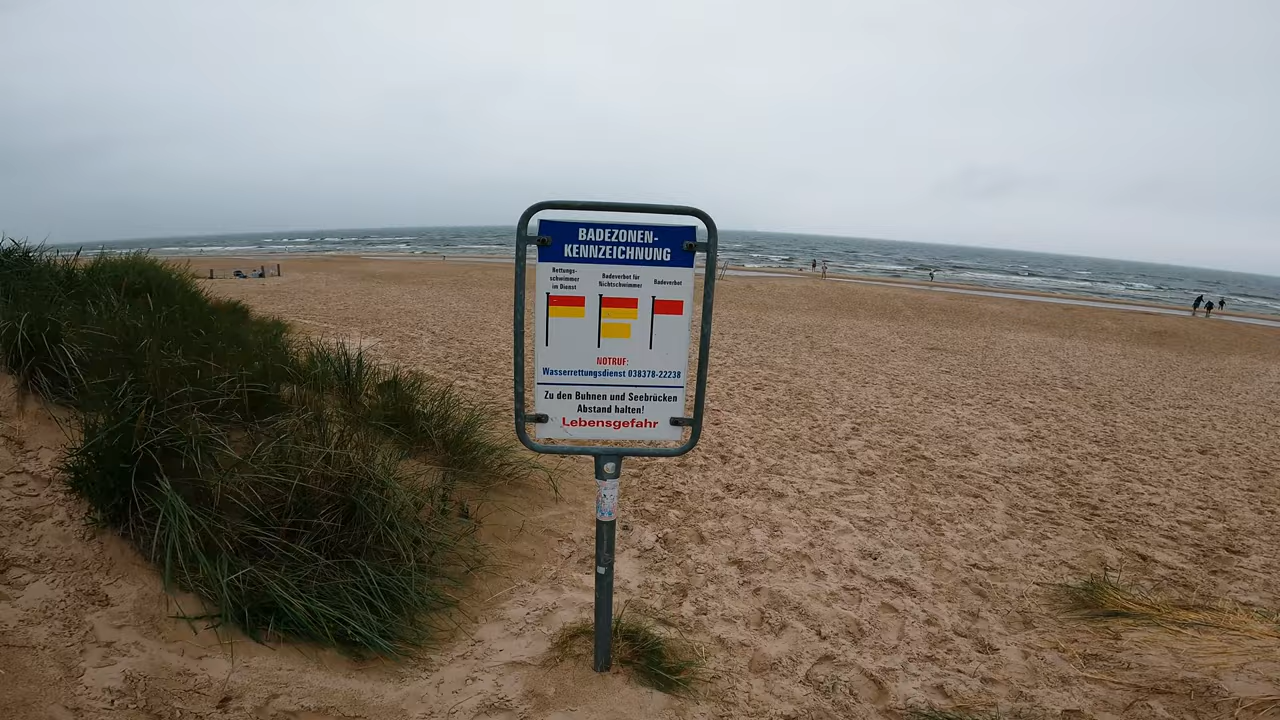 BADEZONEN-
KENNZEICHNUNG
Rettungs-
schwimmer
im Dienst
Badeverbot für
Nichtschwimmer
Badeverbot
NOTRUF:
Wasserrettungsdienst 038378-22238
Zu den Buhnen und Seebrücken
Abstand halten!
Lebensgefahr